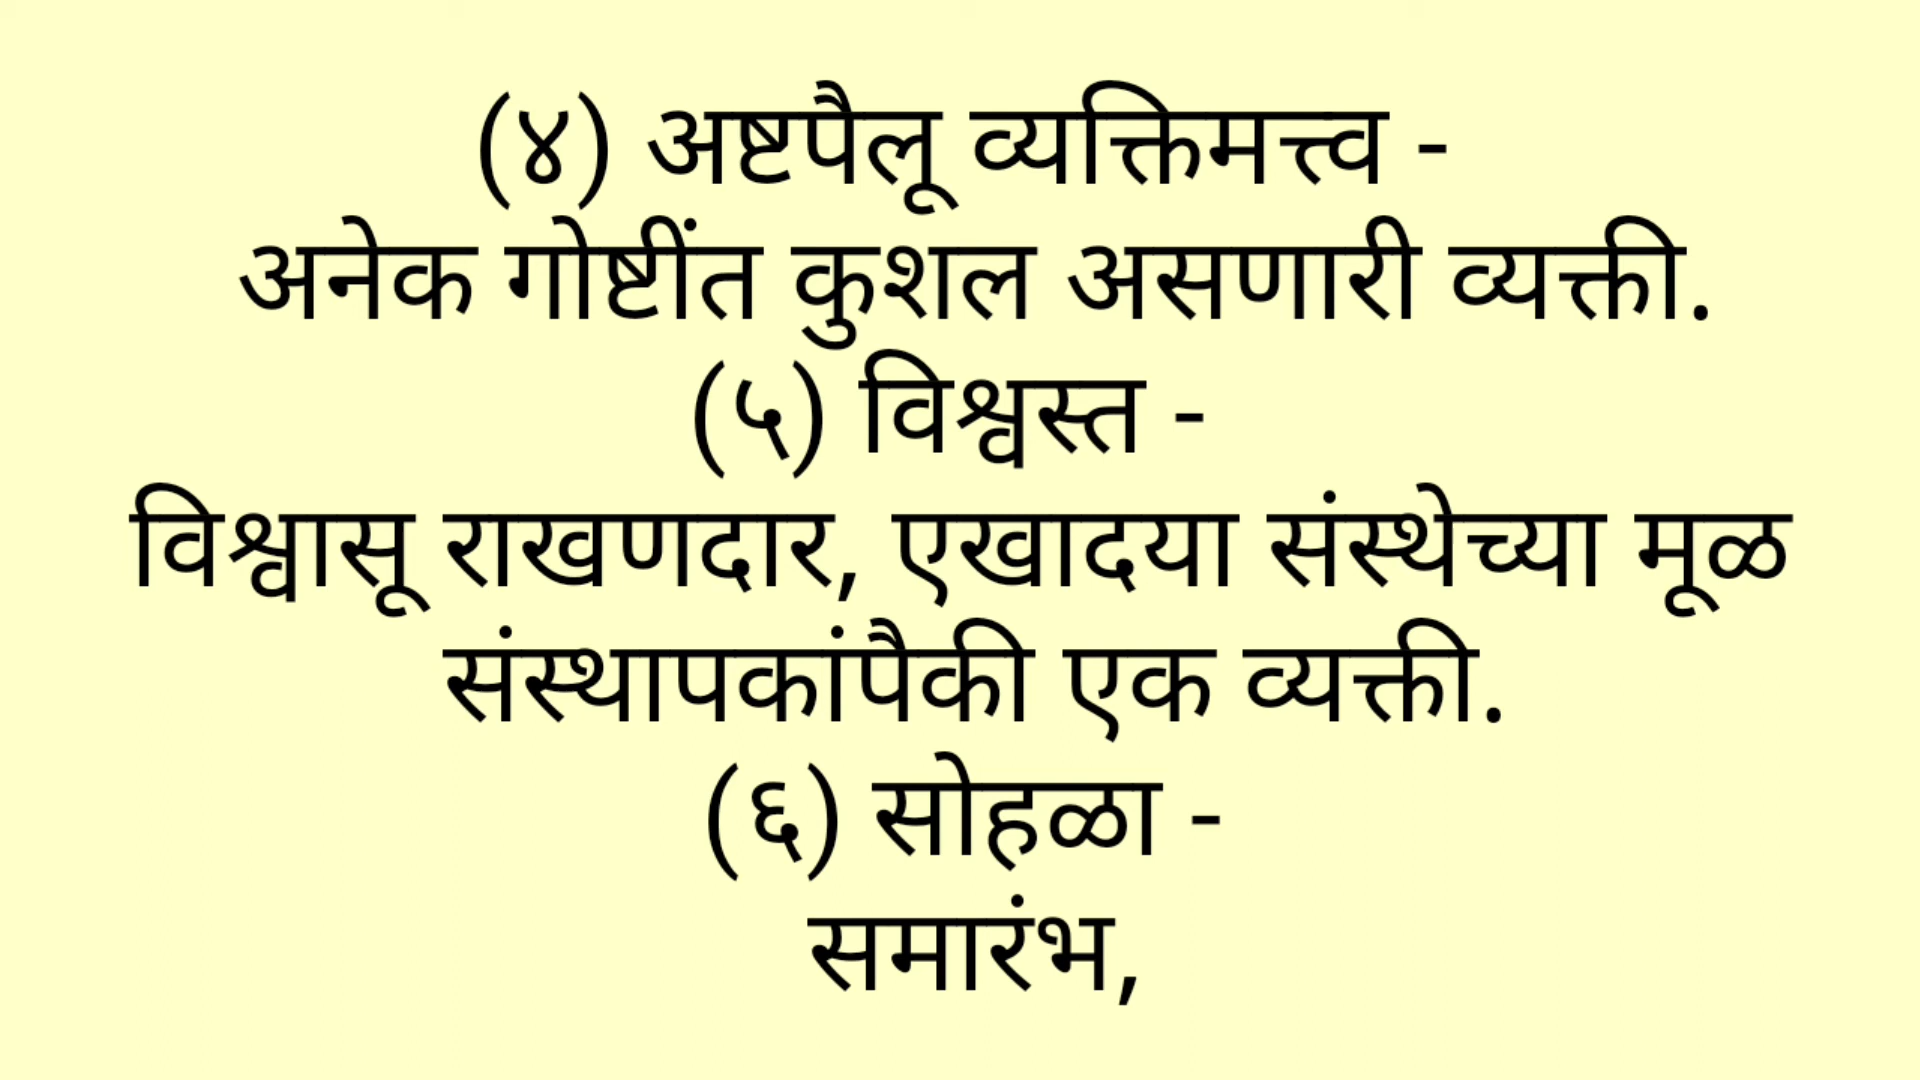 (४) अष्टपैलू व्यक्तिमत्त्व -
अनेक गोष्टींत कुशल असणारी व्यक्ती.
(५) विश्वस्त -
विश्वासू राखणदार, एखादया संस्थेच्या मूळ
संस्थापकांपैकी एक व्यक्ती.
(६) सोहळा -
समारंभ,